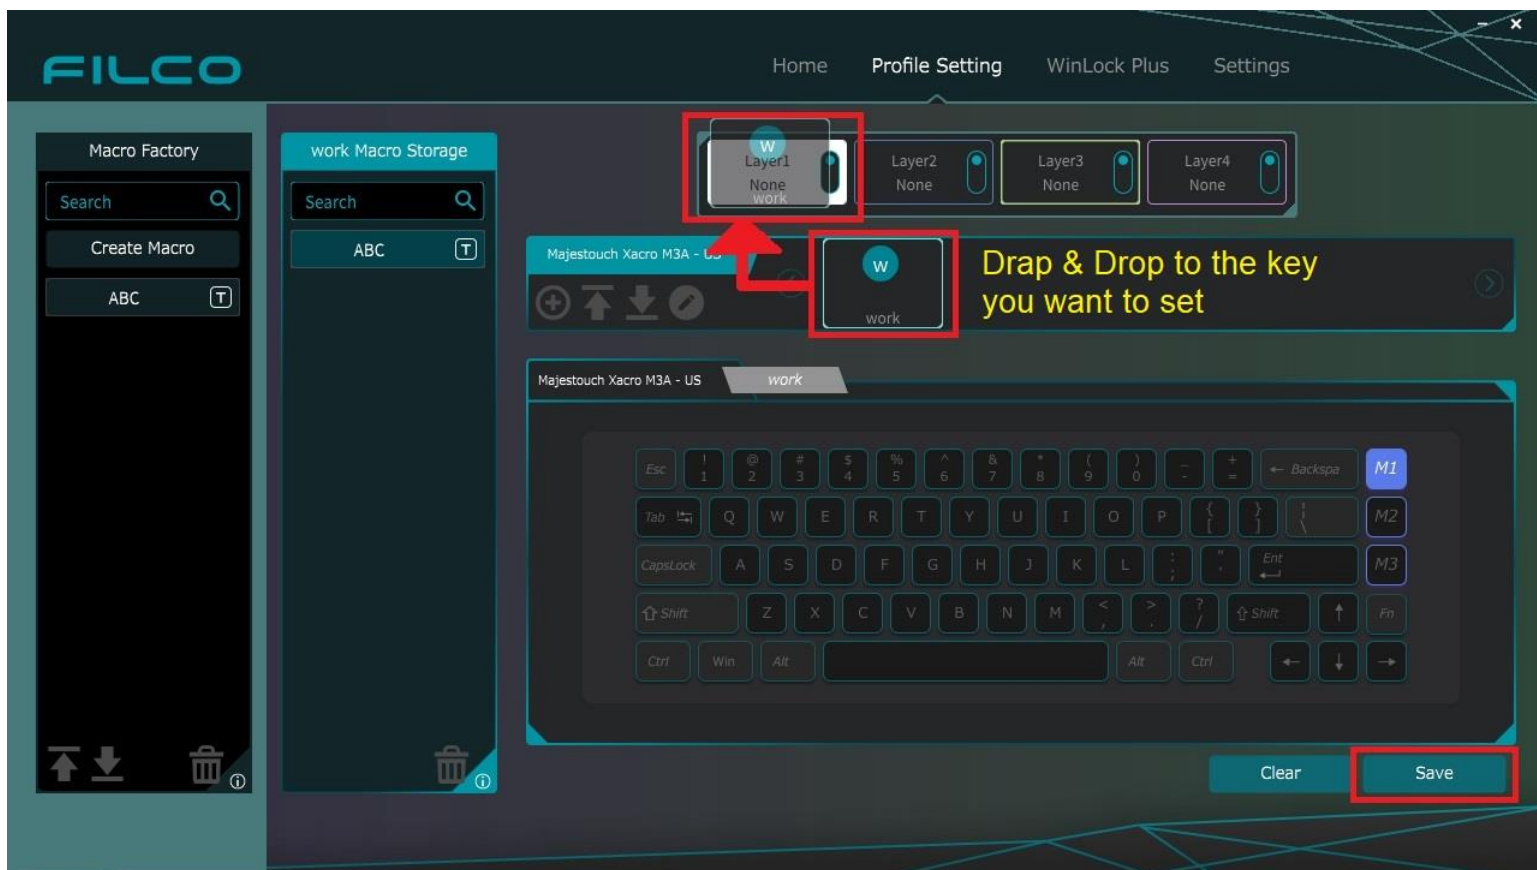 FILCO
Home Profile Setting WinLock Plus Settings
Macro Factory
Search
Create Macro
ABC T
work Macro Storage
Search
ABC T
W
Layer1
None
work
Layer2
None
Layer3
None
Layer4
None
Majestouch Xacro M3A - US
W
work
Drap & Drop to the key
you want to set
Majestouch Xacro M3A - US work
Esc ! 1 @ 2 # 3 $ 4 % 5 ^ 6 & 7 * 8 ( 9 ) 0 _ - + = ← Backspa M1
Tab Q W E R T Y U I O P { [ } ] ¦ \ M2
CapsLock A S D F G H J K L : ; " ' Ent M3
Shift Z X C V B N M < , > . ? / Shift ↑ Fn
Ctrl Win Alt Alt Ctrl ← ↓ →
Clear Save